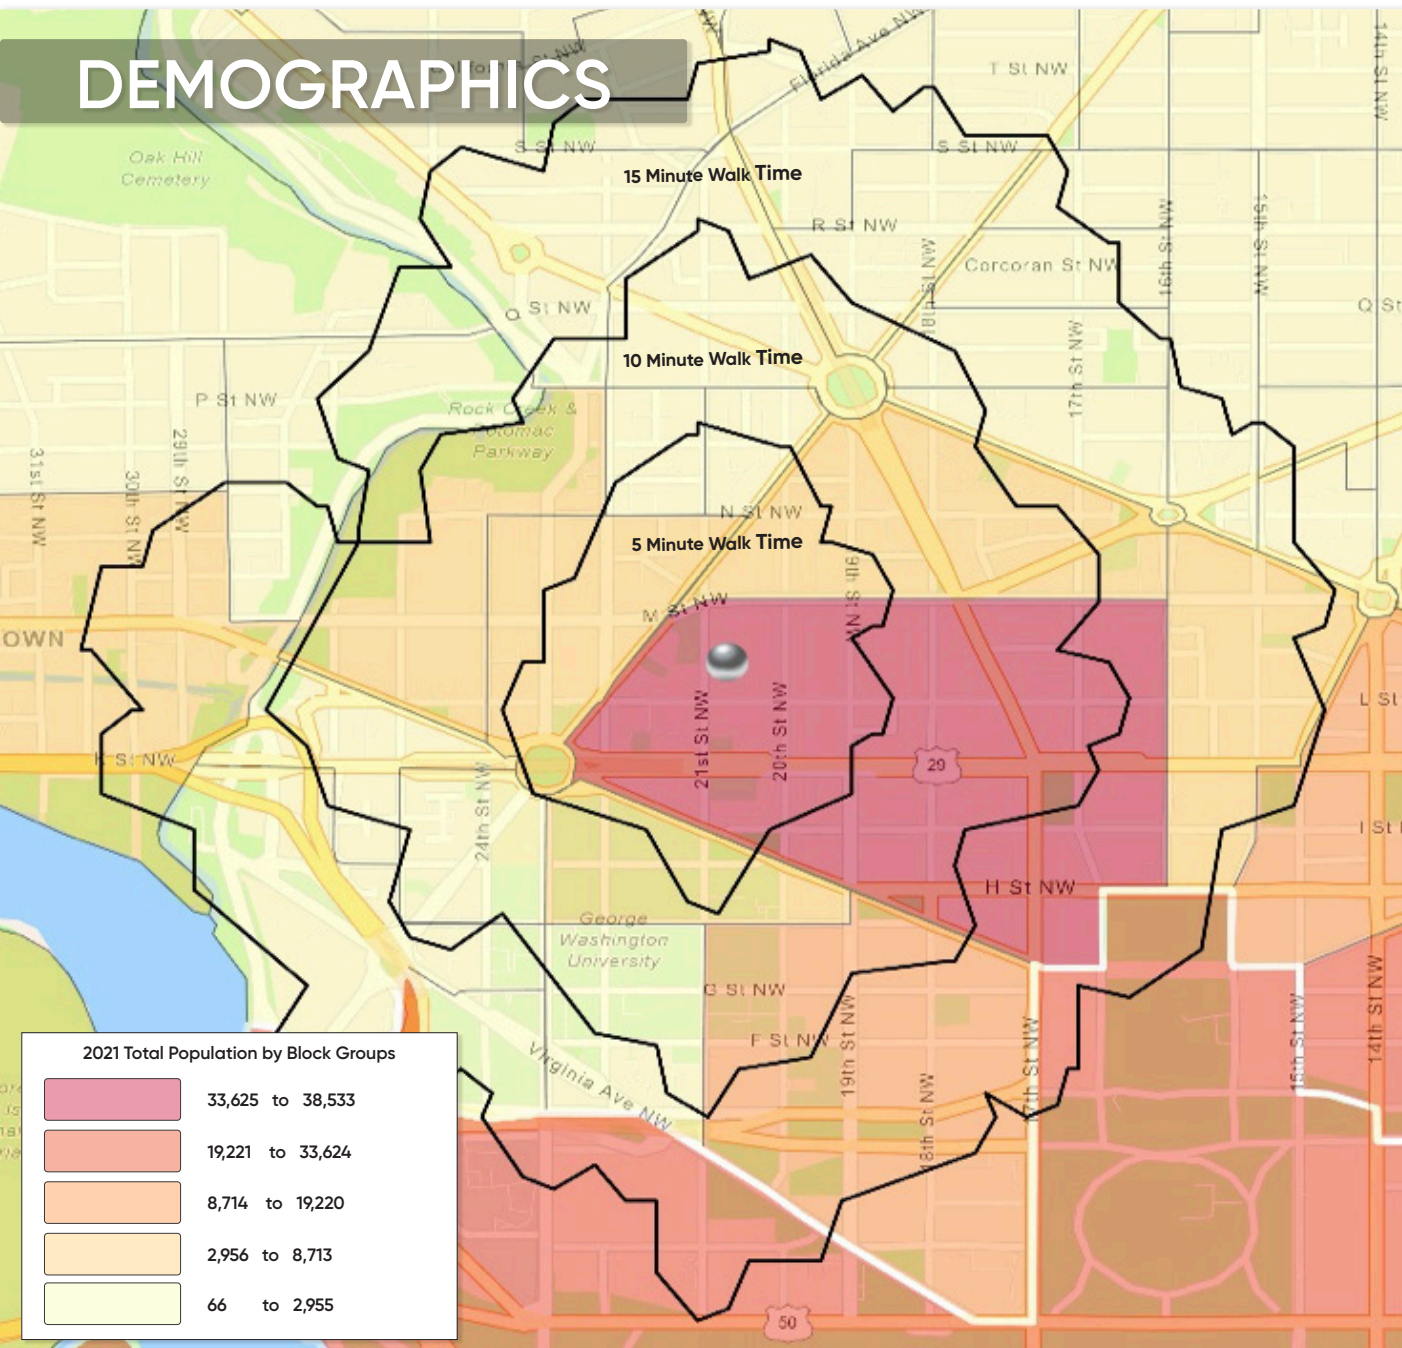 DEMOGRAPHICS
Florida Ave NW
T St NW
14th St NW
S St NW
S St NW
Oak Hill
Cemetery
15 Minute Walk Time
R St NW
16th St NW
15th St NW
18th St NW
Corcoran St NW
Q St NW
Q St
10 Minute Walk Time
17th St NW
P St NW
Rock Creek &
Potomac
Parkway
31st St NW
30th St NW
29th St NW
N St NW
5 Minute Walk Time
M St NW
9th St NW
OWN
21st St NW
20th St NW
L St
K St NW
29
24th St NW
I St
H St NW
George
Washington
University
G St NW
F St NW
19th St NW
17th St NW
15th St NW
14th St NW
Virginia Ave NW
18th St NW
50
2021 Total Population by Block Groups
33,625 to 38,533
19,221 to 33,624
8,714 to 19,220
2,956 to 8,713
66 to 2,955